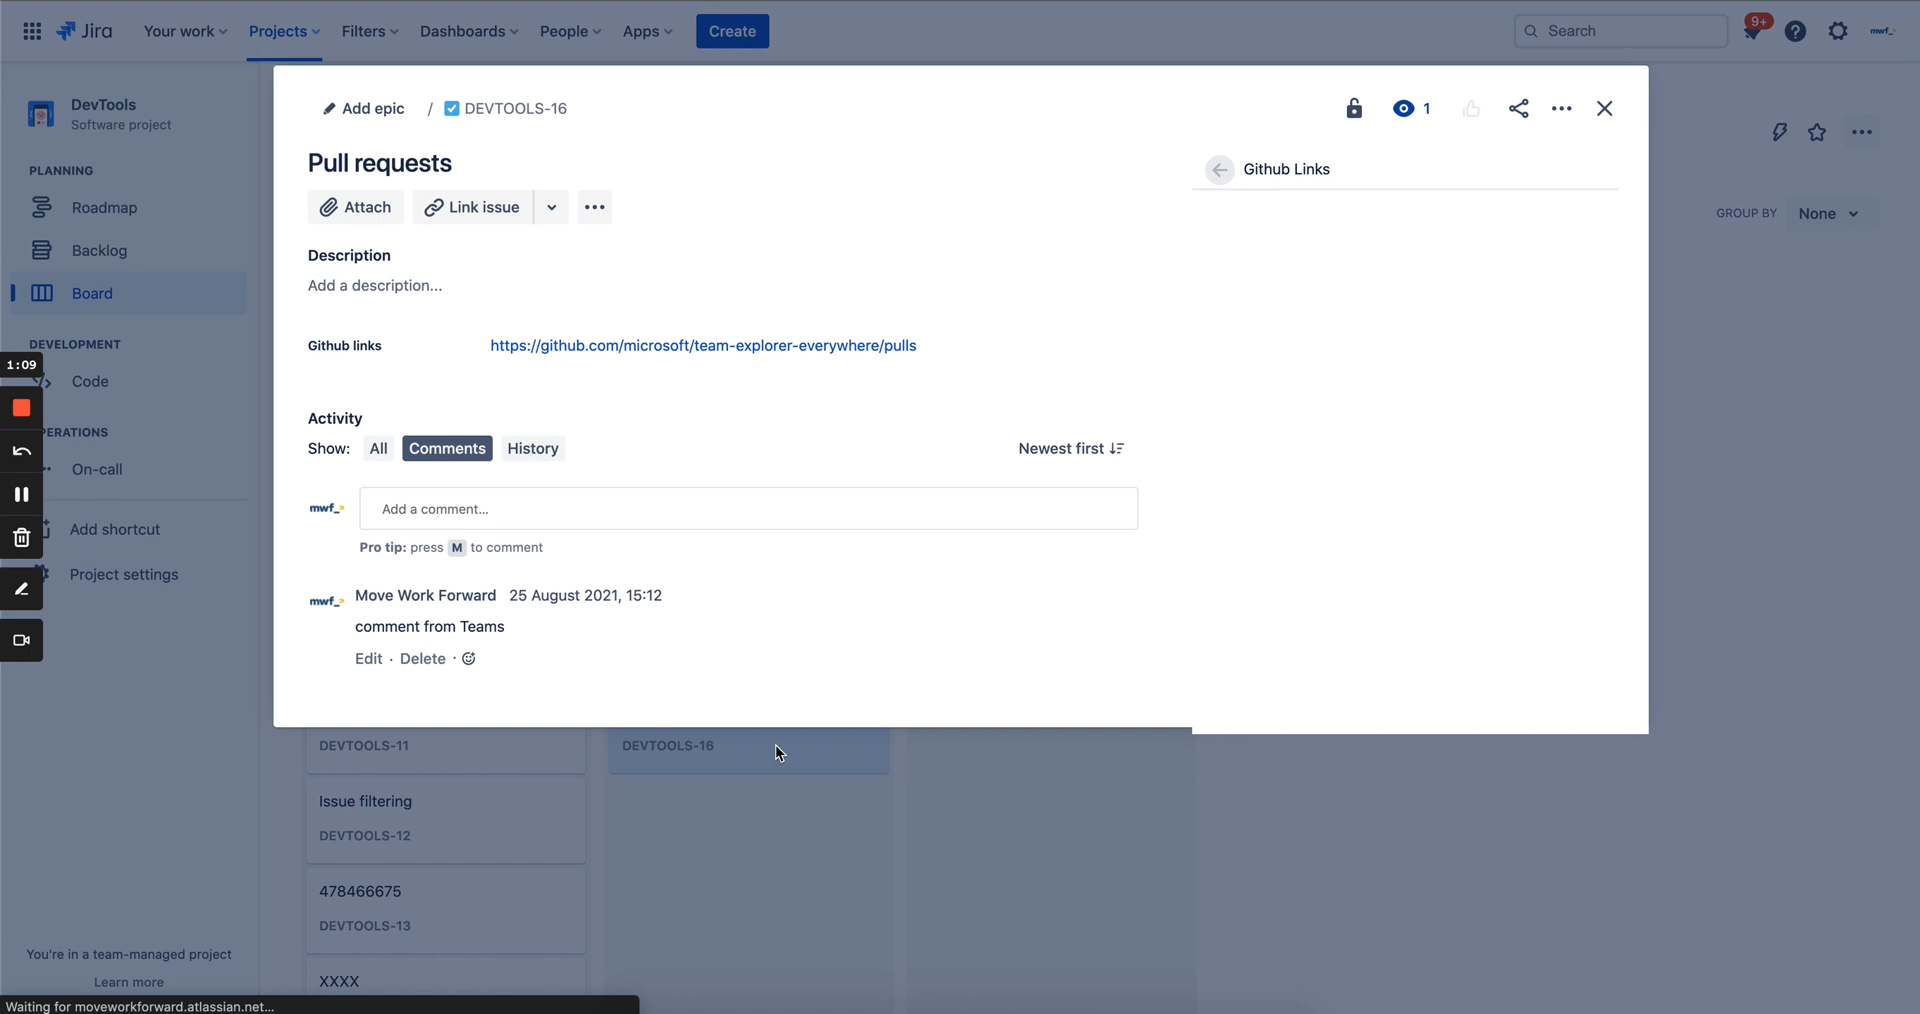 Jira
Your work
Projects
Filters
Dashboards
People
Apps
Create
Search
9+
mwf_>
DevTools
Software project
PLANNING
Roadmap
Backlog
Board
DEVELOPMENT
1:09
Code
PERATIONS
On-call
Add shortcut
Project settings
You're in a team-managed project
Learn more
Waiting for moveworkforward.atlassian.net...
Add epic / DEVTOOLS-16
1
Pull requests
Attach
Link issue
Description
Add a description...
Github links
https://github.com/microsoft/team-explorer-everywhere/pulls
Activity
Show: All Comments History
Newest first
mwf_>
Add a comment...
Pro tip: press M to comment
mwf_>
Move Work Forward 25 August 2021, 15:12
comment from Teams
Edit · Delete ·
Github Links
GROUP BY None
DEVTOOLS-11
DEVTOOLS-16
Issue filtering
DEVTOOLS-12
478466675
DEVTOOLS-13
XXXX